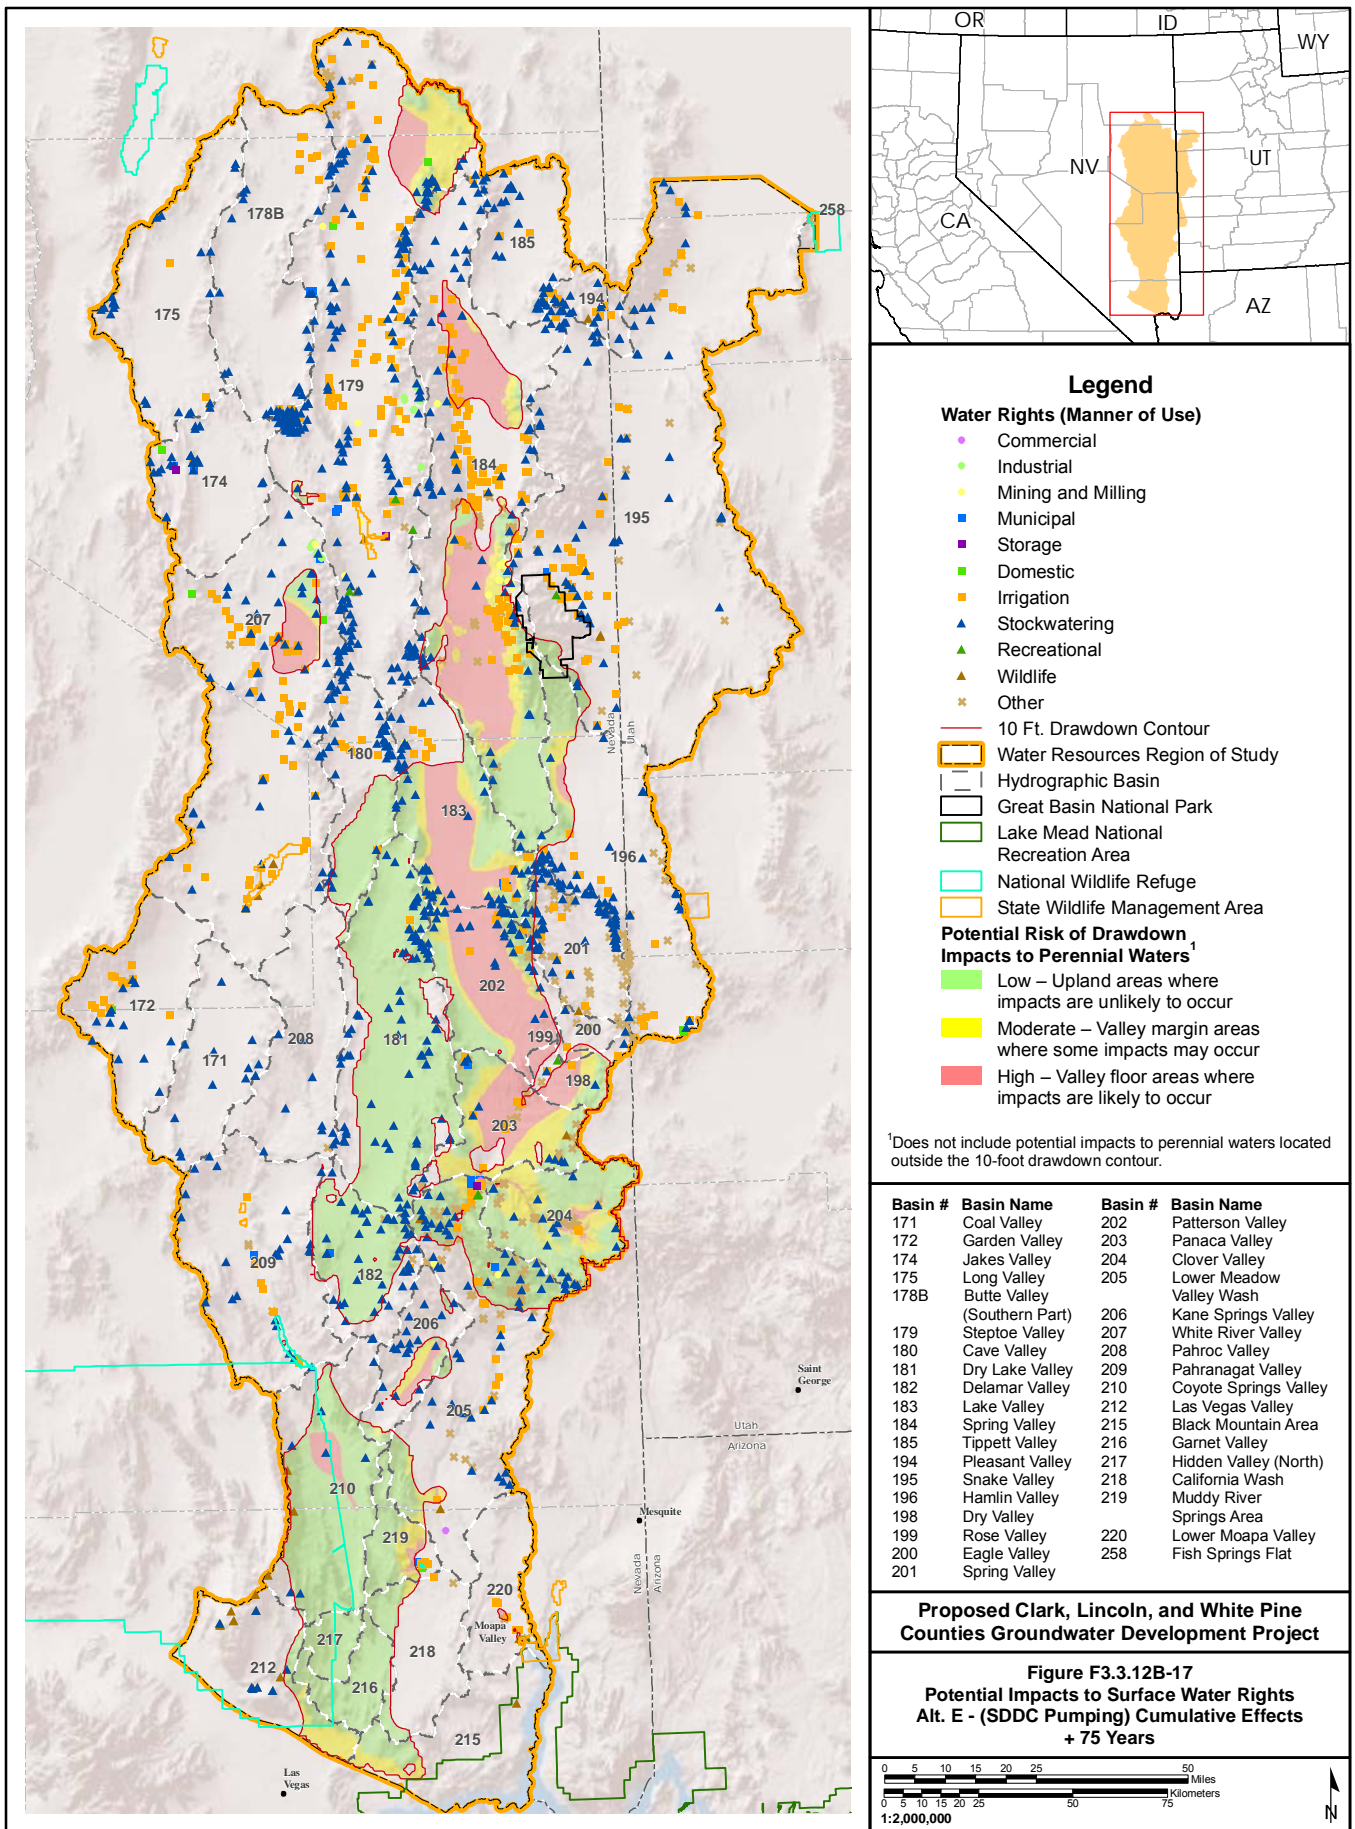 OR
ID
WY
NV
UT
CA
AZ
258
178B
185
175
194
179
184
174
195
207
180
183
196
201
202
172
199
200
208
181
171
198
203
204
209
182
206
205
210
219
220
Moapa
Valley
217
218
212
216
215
Nevada
Utah
Saint
George
Utah
Arizona
Mesquite
Nevada
Arizona
Las
Vegas
Legend
Water Rights (Manner of Use)
Commercial
Industrial
Mining and Milling
Municipal
Storage
Domestic
Irrigation
Stockwatering
Recreational
Wildlife
Other
10 Ft. Drawdown Contour
Water Resources Region of Study
Hydrographic Basin
Great Basin National Park
Lake Mead National
Recreation Area
National Wildlife Refuge
State Wildlife Management Area
Potential Risk of Drawdown
Impacts to Perennial Waters1
Low – Upland areas where
impacts are unlikely to occur
Moderate – Valley margin areas
where some impacts may occur
High – Valley floor areas where
impacts are likely to occur
1Does not include potential impacts to perennial waters located
outside the 10-foot drawdown contour.
Basin # Basin Name Basin # Basin Name
171 Coal Valley 202 Patterson Valley
172 Garden Valley 203 Panaca Valley
174 Jakes Valley 204 Clover Valley
175 Long Valley 205 Lower Meadow
178B Butte Valley Valley Wash
(Southern Part) 206 Kane Springs Valley
179 Steptoe Valley 207 White River Valley
180 Cave Valley 208 Pahroc Valley
181 Dry Lake Valley 209 Pahranagat Valley
182 Delamar Valley 210 Coyote Springs Valley
183 Lake Valley 212 Las Vegas Valley
184 Spring Valley 215 Black Mountain Area
185 Tippett Valley 216 Garnet Valley
194 Pleasant Valley 217 Hidden Valley (North)
195 Snake Valley 218 California Wash
196 Hamlin Valley 219 Muddy River
198 Dry Valley Springs Area
199 Rose Valley 220 Lower Moapa Valley
200 Eagle Valley 258 Fish Springs Flat
201 Spring Valley
Proposed Clark, Lincoln, and White Pine
Counties Groundwater Development Project
Figure F3.3.12B-17
Potential Impacts to Surface Water Rights
Alt. E - (SDDC Pumping) Cumulative Effects
+ 75 Years
0 5 10 15 20 25 50
Miles
Kilometers
0 5 10 15 20 25 50 75
1:2,000,000
N